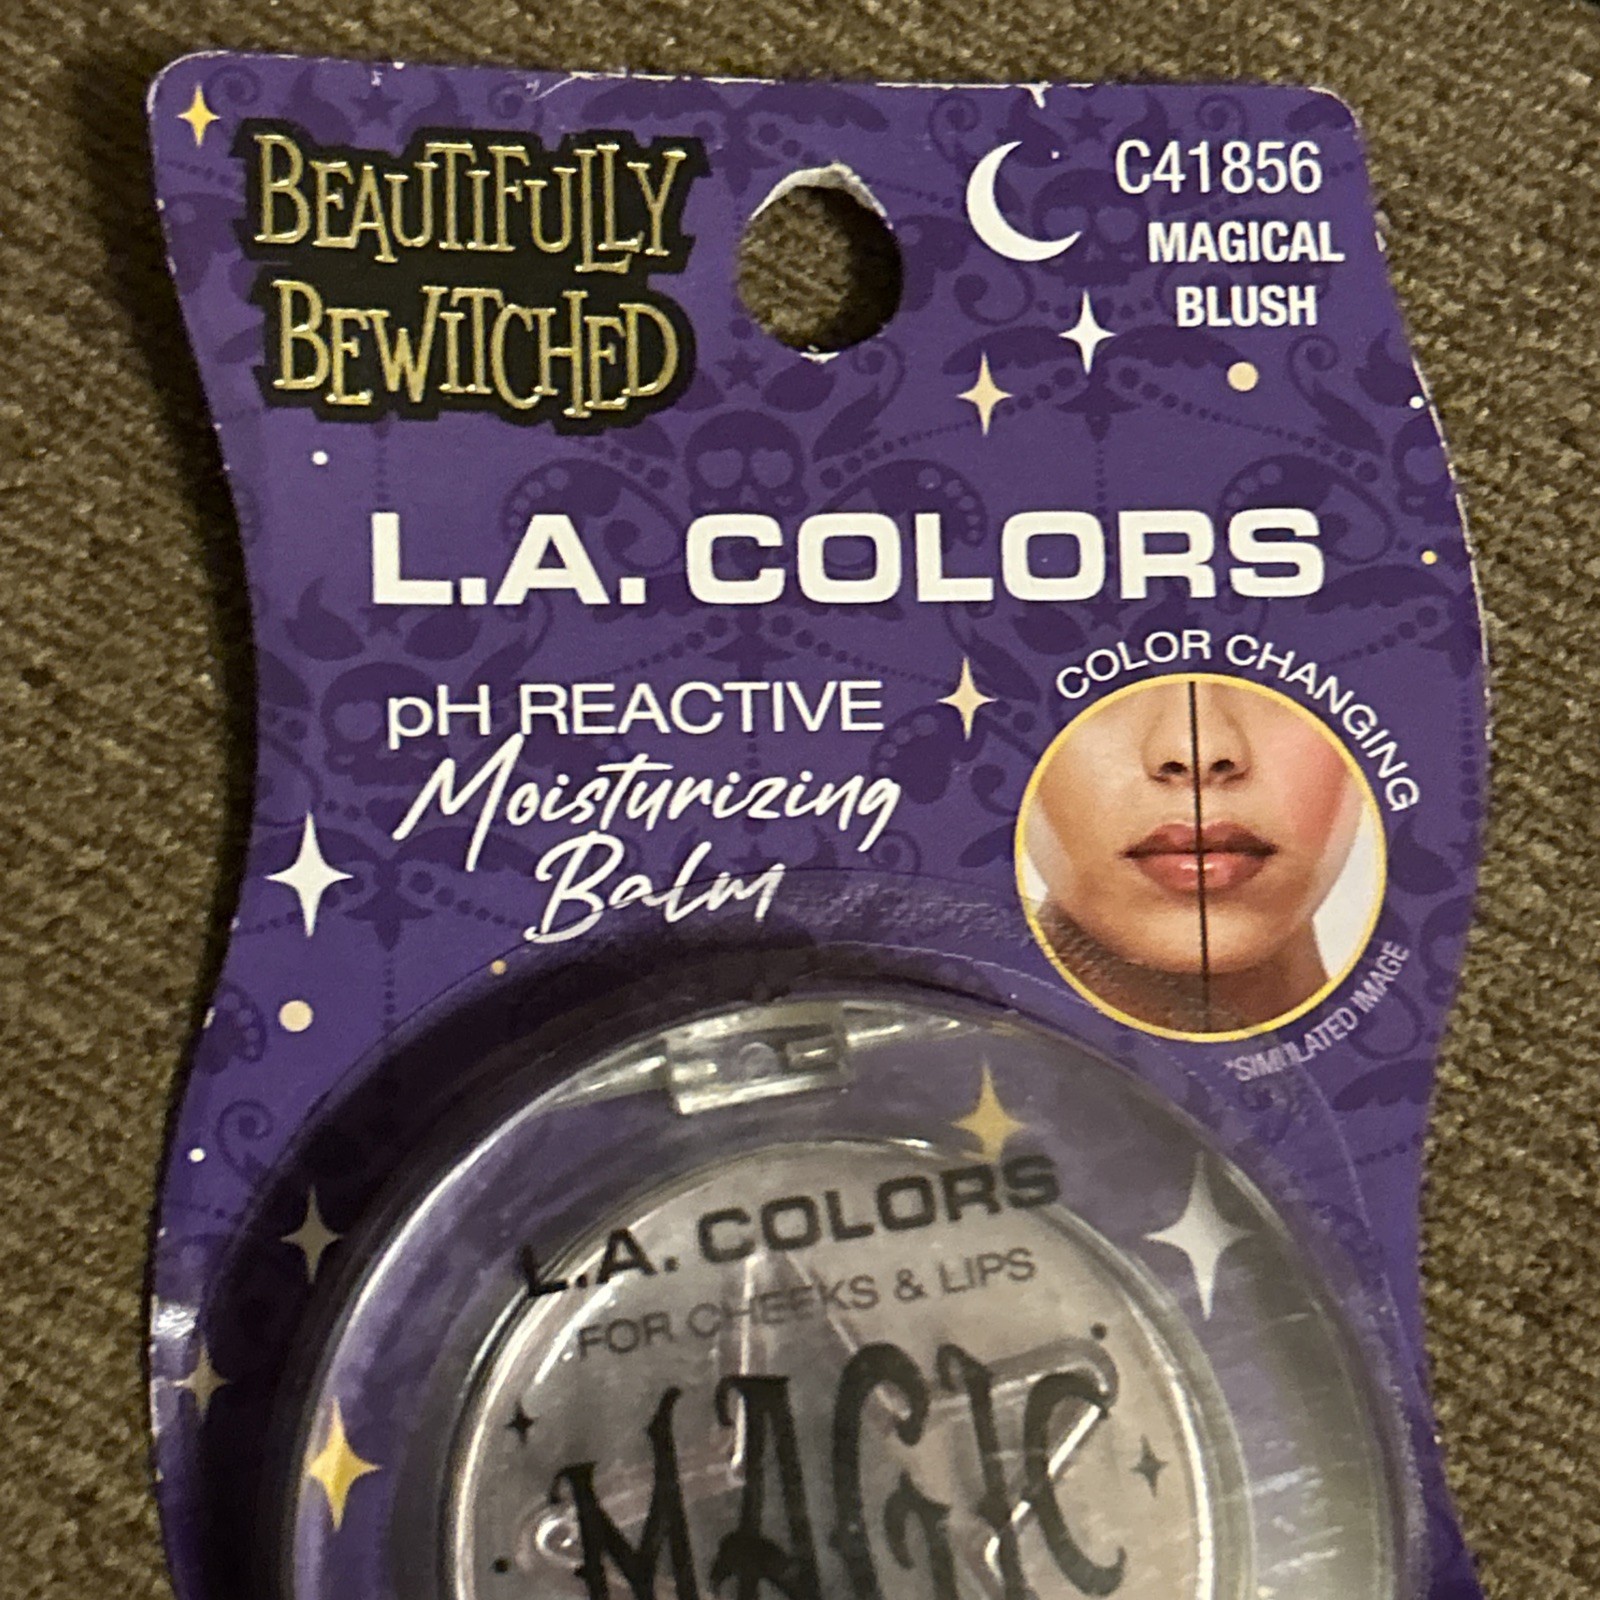 BEAUTIFULLY
BEWITCHED
C41856
MAGICAL
BLUSH
L.A. COLORS
pH REACTIVE
Moisturizing
Balm
COLOR CHANGING
*SIMULATED IMAGE
L.A. COLORS
FOR CHEEKS & LIPS
MAGIC